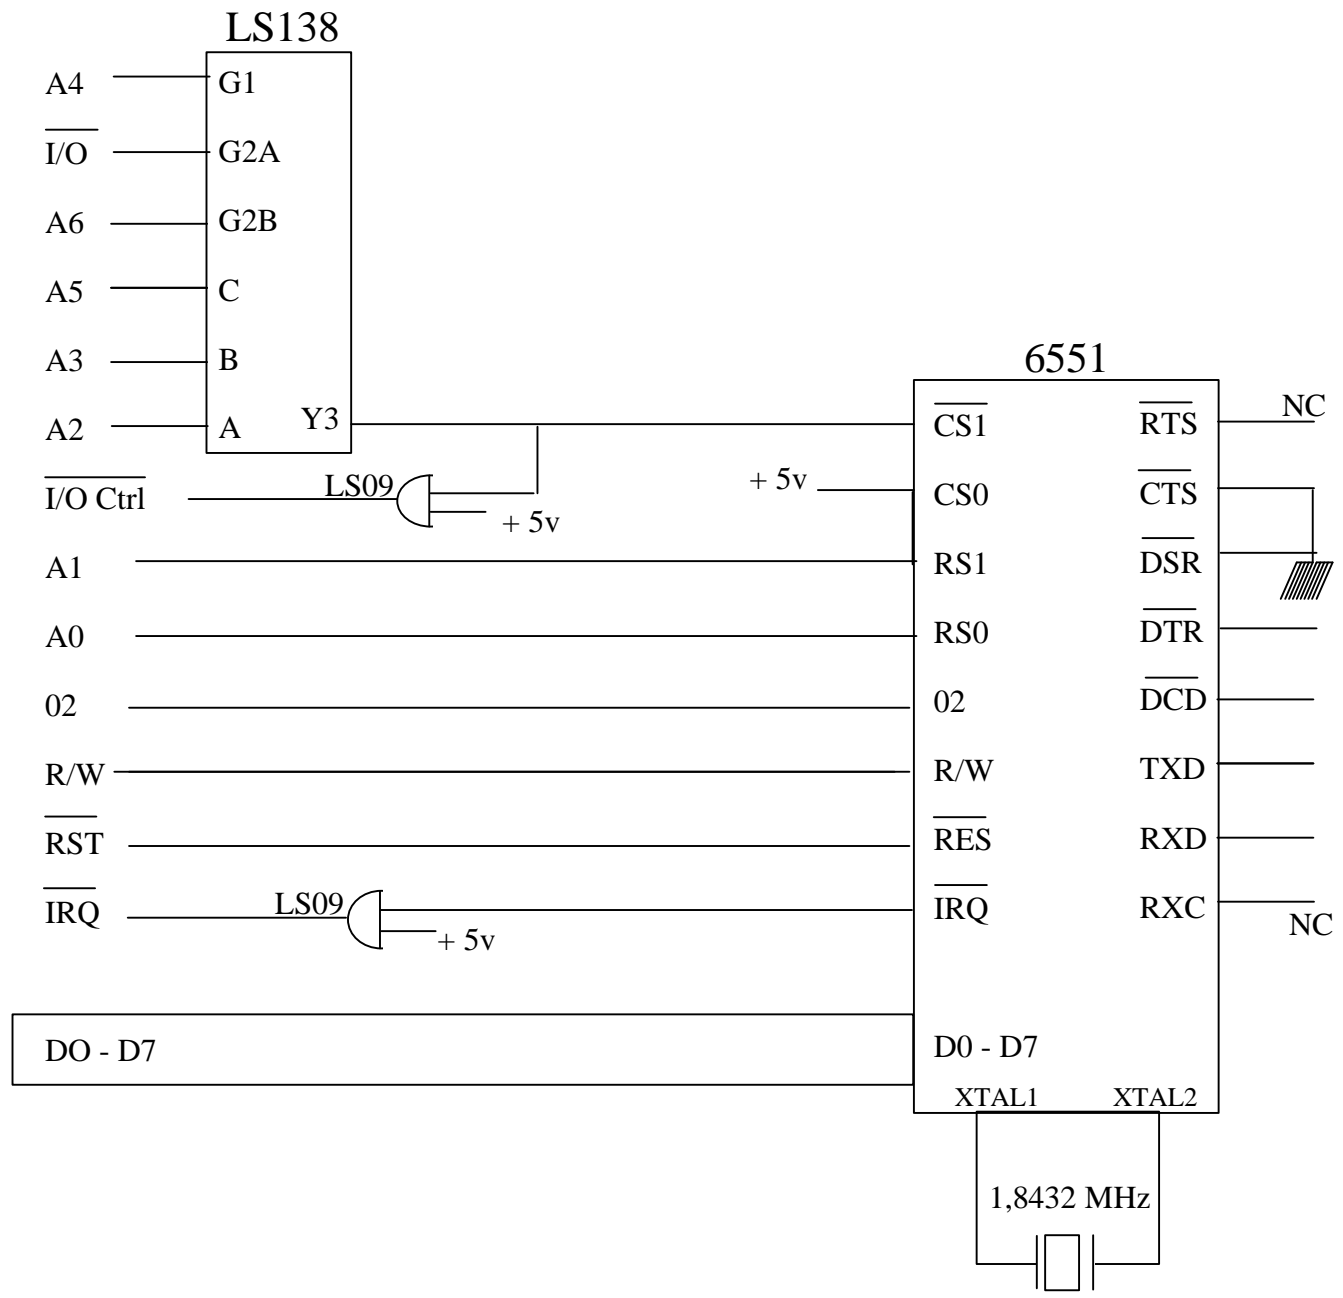 LS138
A4 G1
I/O G2A
A6 G2B
A5 C
A3 B
6551
A2 A Y3
CS1 RTS NC
I/O Ctrl LS09 + 5v
+ 5v CS0 CTS
A1 RS1 DSR
A0 RS0 DTR
02 02 DCD
R/W R/W TXD
RST RES RXD
IRQ LS09 + 5v IRQ RXC NC
DO - D7 D0 - D7
XTAL1 XTAL2
1,8432 MHz